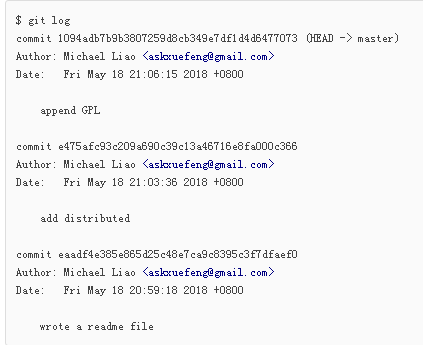 $ git log
commit 1094adb7b9b3807259d8cb349e7df1d4d6477073 (HEAD -> master)
Author: Michael Liao <askxuefeng@gmail.com>
Date:   Fri May 18 21:06:15 2018 +0800
    append GPL
commit e475afc93c209a690c39c13a46716e8fa000c366
Author: Michael Liao <askxuefeng@gmail.com>
Date:   Fri May 18 21:03:36 2018 +0800
    add distributed
commit eaadf4e385e865d25c48e7ca9c8395c3f7dfaef0
Author: Michael Liao <askxuefeng@gmail.com>
Date:   Fri May 18 20:59:18 2018 +0800
    wrote a readme file